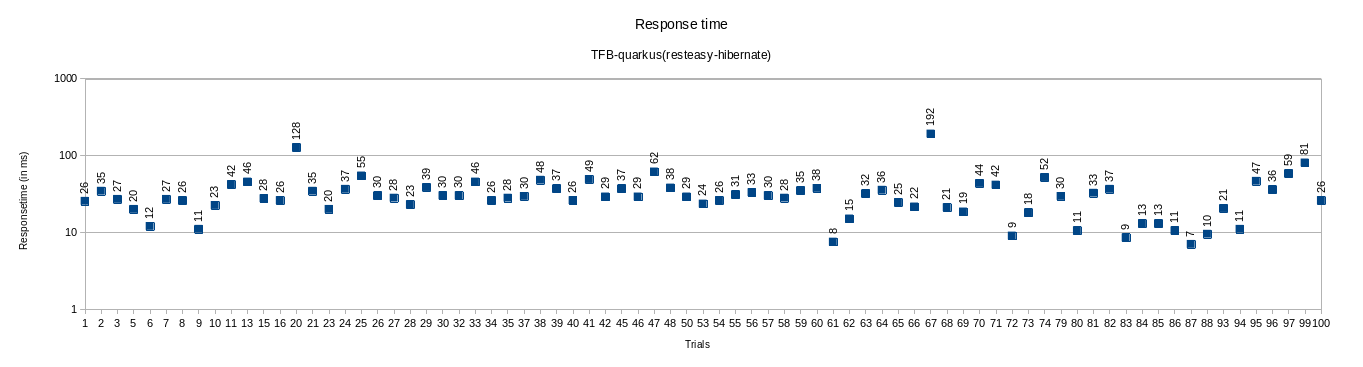 Response time
TFB-quarkus(resteasy-hibernate)
Responsedtime (in ms)
1000
100
10
1
26 35 27 20 12 27 26 11 23 42 46 28 26 128 35 20 37 55 30 28 23 39 30 30 46 26 28 30 48 37 26 49 29 37 29 62 38 29 24 26 31 33 30 28 35 38 8 15 32 36 25 22 192 21 19 44 42 9 18 52 30 11 33 37 9 13 13 11 7 10 21 11 47 36 59 81 26
1 2 3 5 6 7 8 9 10 11 13 15 16 20 21 23 24 25 26 27 28 29 30 32 33 34 35 37 38 39 40 41 42 45 46 47 48 50 53 54 55 56 57 58 59 60 61 62 63 64 65 66 67 68 69 70 71 72 73 74 79 80 81 82 83 84 85 86 87 88 93 94 95 96 97 99 100
Trials